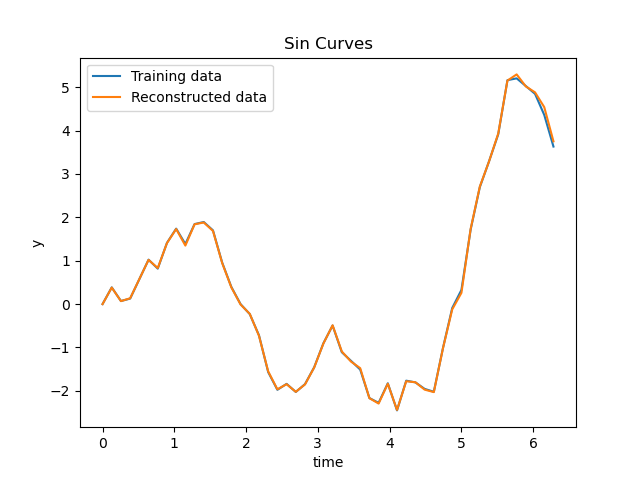 Sin Curves
Training data
Reconstructed data
y
5
4
3
2
1
0
−1
−2
0 1 2 3 4 5 6
time